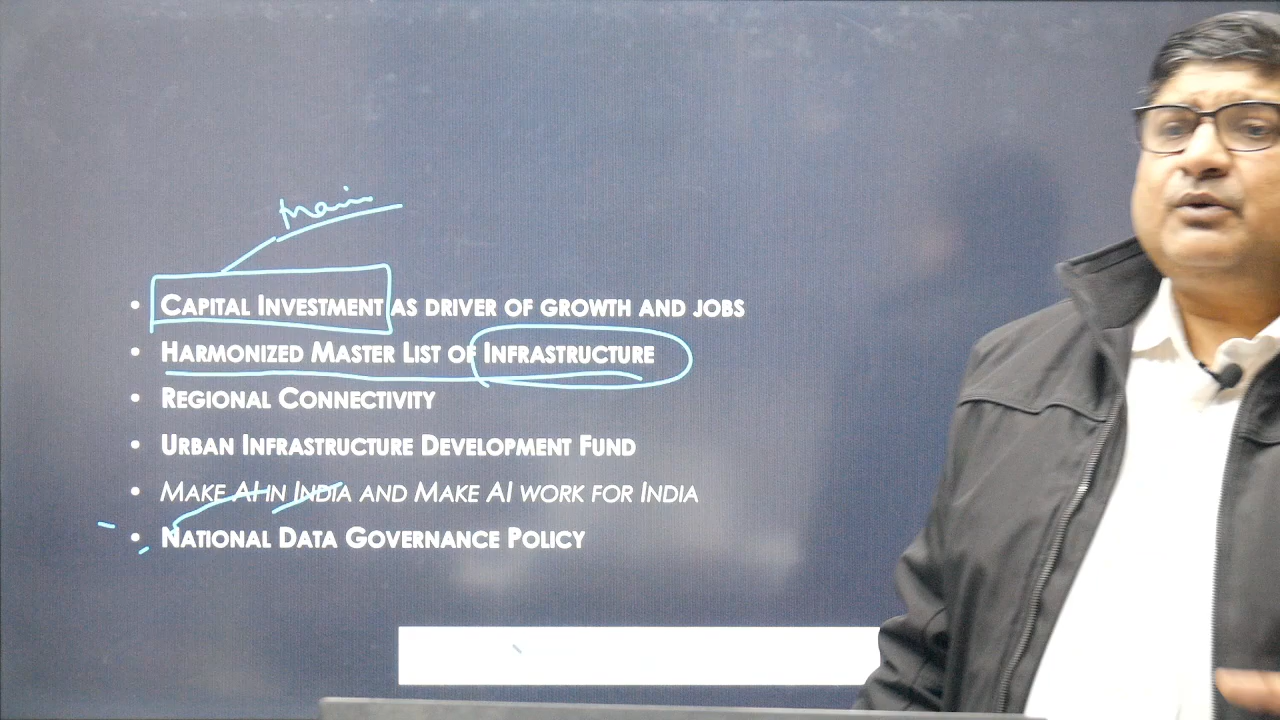 Main
• CAPITAL INVESTMENT AS DRIVER OF GROWTH AND JOBS
• HARMONIZED MASTER LIST OF INFRASTRUCTURE
• REGIONAL CONNECTIVITY
• URBAN INFRASTRUCTURE DEVELOPMENT FUND
• MAKE AI IN INDIA AND MAKE AI WORK FOR INDIA
• NATIONAL DATA GOVERNANCE POLICY